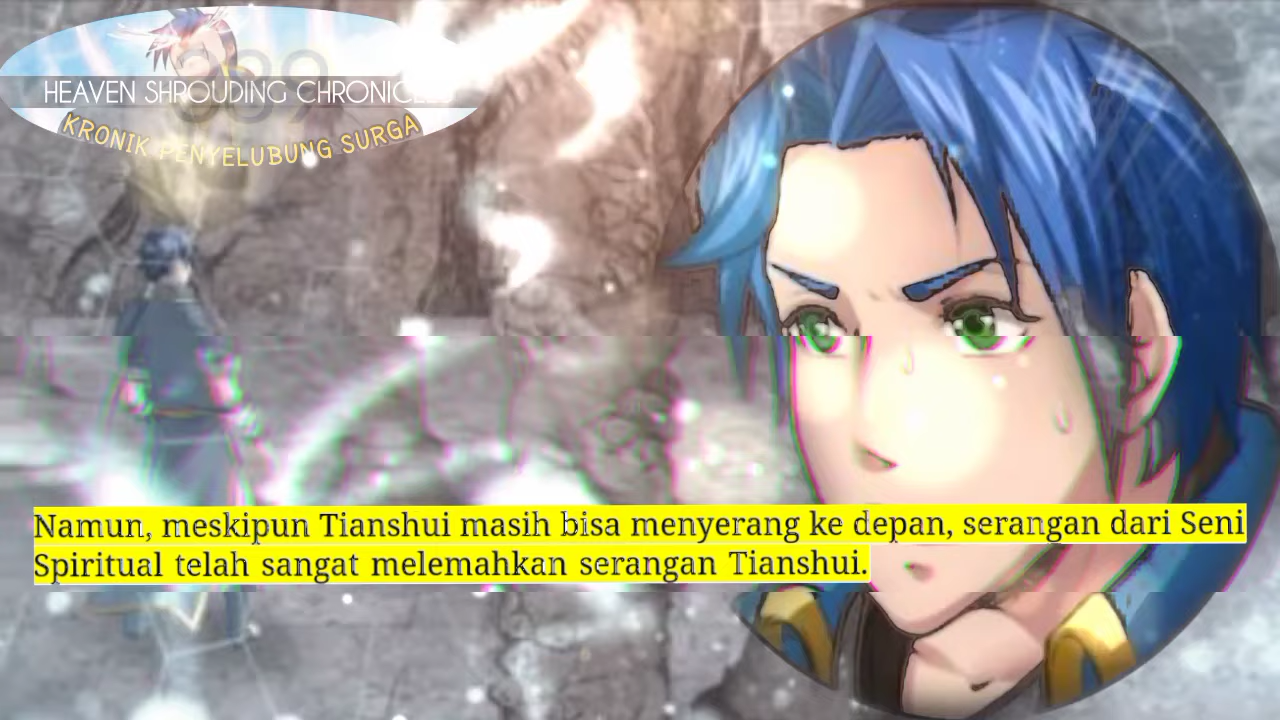 389
HEAVEN SHROUDING CHRONICLES
KRONIK PENYELUBUNG SURGA
Namun, meskipun Tianshui masih bisa menyerang ke depan, serangan dari Seni
Spiritual telah sangat melemahkan serangan Tianshui.